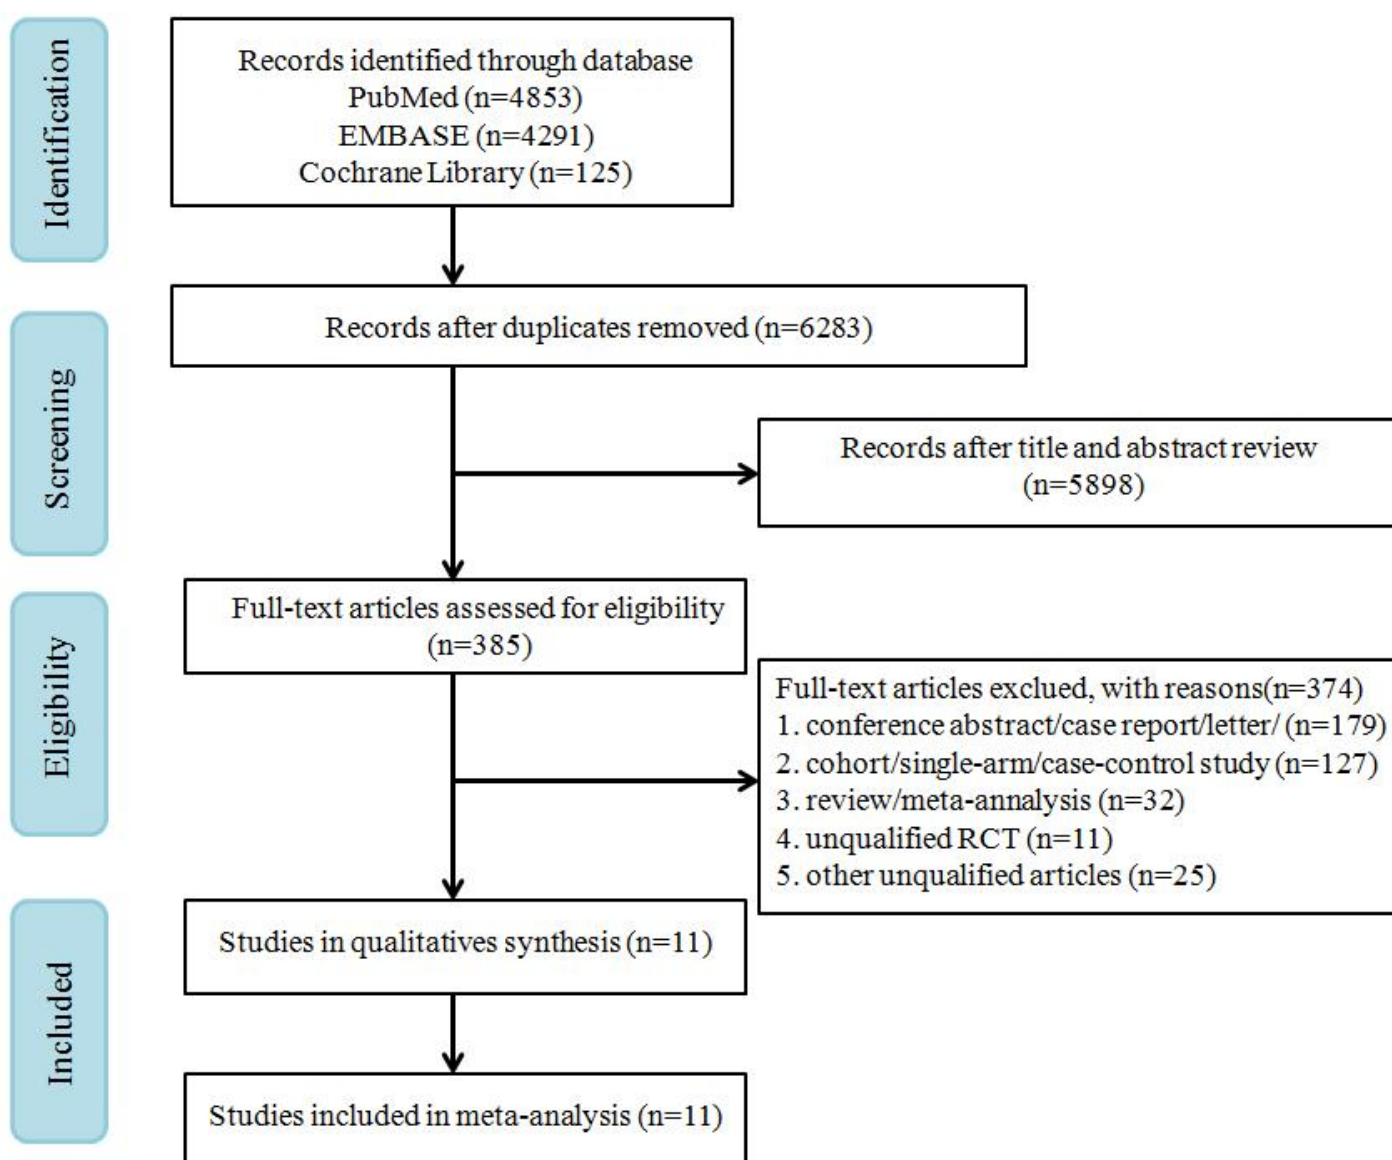 Identification
Records identified through database
PubMed (n=4853)
EMBASE (n=4291)
Cochrane Library (n=125)
Records after duplicates removed (n=6283)
Screening
Records after title and abstract review
(n=5898)
Eligibility
Full-text articles assessed for eligibility
(n=385)
Full-text articles exclued, with reasons(n=374)
1. conference abstract/case report/letter/ (n=179)
2. cohort/single-arm/case-control study (n=127)
3. review/meta-annalysis (n=32)
4. unqualified RCT (n=11)
5. other unqualified articles (n=25)
Included
Studies in qualitatives synthesis (n=11)
Studies included in meta-analysis (n=11)